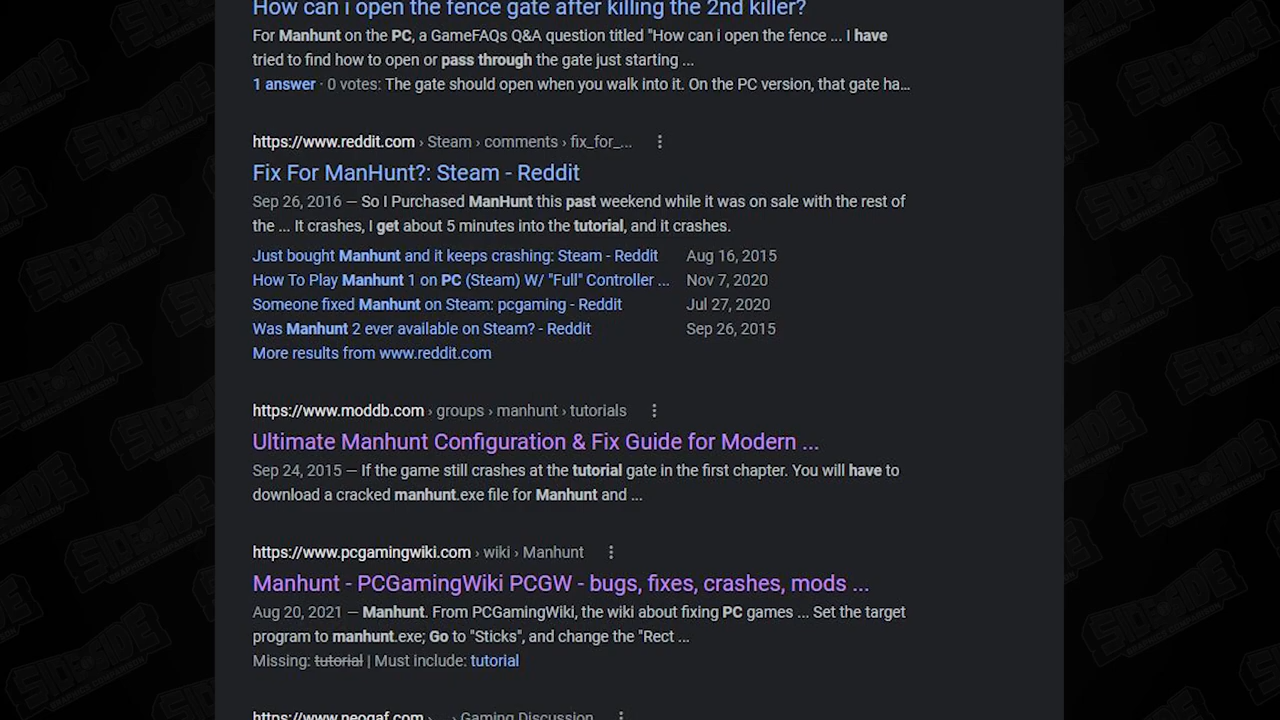 How can i open the fence gate after killing the 2nd killer?
For Manhunt on the PC, a GameFAQs Q&A question titled "How can i open the fence ... I have
tried to find how to open or pass through the gate just starting ...
1 answer · 0 votes: The gate should open when you walk into it. On the PC version, that gate ha...
https://www.reddit.com › Steam › comments › fix_for_...
Fix For ManHunt?: Steam - Reddit
Sep 26, 2016 — So I Purchased ManHunt this past weekend while it was on sale with the rest of
the ... It crashes, I get about 5 minutes into the tutorial, and it crashes.
Just bought Manhunt and it keeps crashing: Steam - Reddit Aug 16, 2015
How To Play Manhunt 1 on PC (Steam) W/ "Full" Controller ... Nov 7, 2020
Someone fixed Manhunt on Steam: pcgaming - Reddit Jul 27, 2020
Was Manhunt 2 ever available on Steam? - Reddit Sep 26, 2015
More results from www.reddit.com
https://www.moddb.com › groups › manhunt › tutorials
Ultimate Manhunt Configuration & Fix Guide for Modern ...
Sep 24, 2015 — If the game still crashes at the tutorial gate in the first chapter. You will have to
download a cracked manhunt.exe file for Manhunt and ...
https://www.pcgamingwiki.com › wiki › Manhunt
Manhunt - PCGamingWiki PCGW - bugs, fixes, crashes, mods ...
Aug 20, 2021 — Manhunt. From PCGamingWiki, the wiki about fixing PC games ... Set the target
program to manhunt.exe; Go to "Sticks", and change the "Rect ...
Missing: tutorial | Must include: tutorial
https://www.neogaf.com › ... › Gaming Discussion